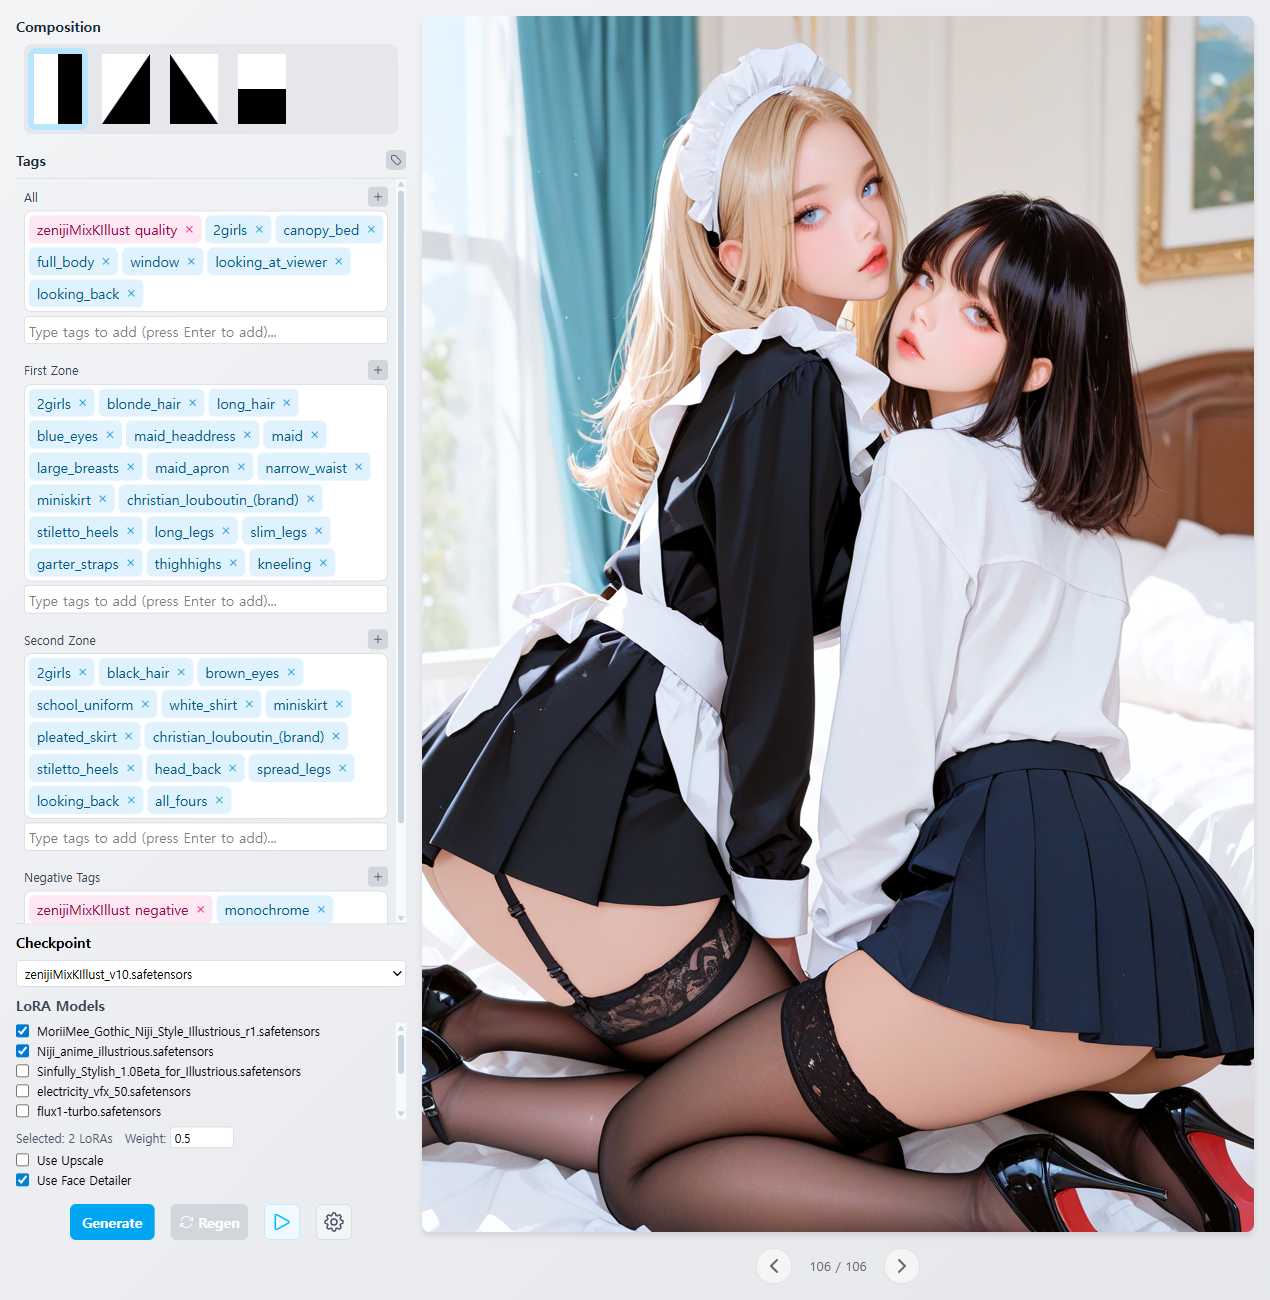 Composition
Tags
All
+
zenijiMixKIllust quality ×
2girls ×
canopy_bed ×
full_body ×
window ×
looking_at_viewer ×
looking_back ×
Type tags to add (press Enter to add)...
First Zone
+
2girls ×
blonde_hair ×
long_hair ×
blue_eyes ×
maid_headdress ×
maid ×
large_breasts ×
maid_apron ×
narrow_waist ×
miniskirt ×
christian_louboutin_(brand) ×
stiletto_heels ×
long_legs ×
slim_legs ×
garter_straps ×
thighhighs ×
kneeling ×
Type tags to add (press Enter to add)...
Second Zone
+
2girls ×
black_hair ×
brown_eyes ×
school_uniform ×
white_shirt ×
miniskirt ×
pleated_skirt ×
christian_louboutin_(brand) ×
stiletto_heels ×
head_back ×
spread_legs ×
looking_back ×
all_fours ×
Type tags to add (press Enter to add)...
Negative Tags
+
zenijiMixKIllust negative ×
monochrome ×
Checkpoint
zenijiMixKIllust_v10.safetensors
LoRA Models
MoriiMee_Gothic_Niji_Style_Illustrious_r1.safetensors
Niji_anime_illustrious.safetensors
Sinfully_Stylish_1.0Beta_for_Illustrious.safetensors
electricity_vfx_50.safetensors
flux1-turbo.safetensors
Selected: 2 LoRAs Weight: 0.5
Use Upscale
Use Face Detailer
Generate
Regen
106 / 106